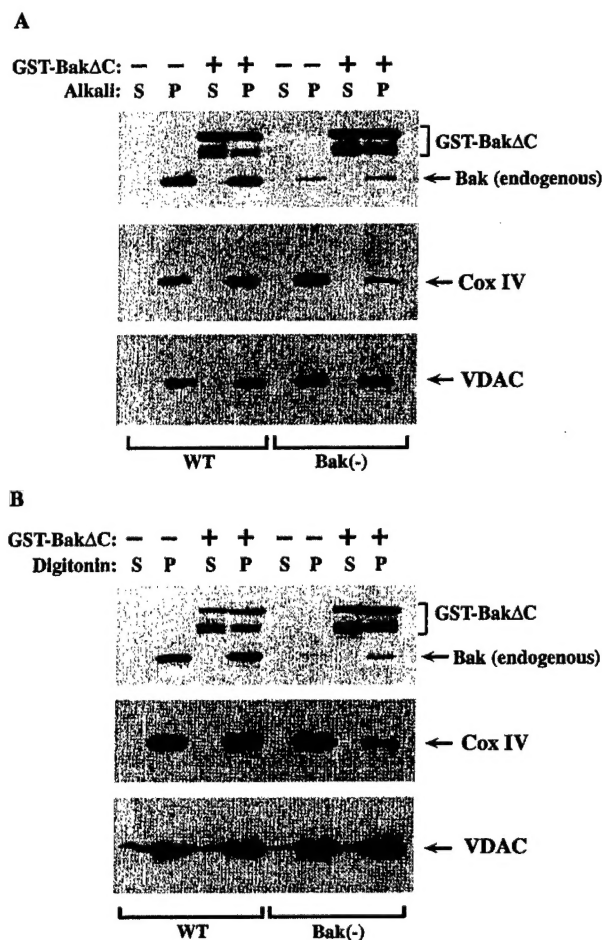 A
GST-BakΔC: − − + + − − + +
Alkali: S P S P S P S P
GST-BakΔC
← Bak (endogenous)
← Cox IV
← VDAC
WT Bak(-)
B
GST-BakΔC: − − + + − − + +
Digitonin: S P S P S P S P
GST-BakΔC
← Bak (endogenous)
← Cox IV
← VDAC
WT Bak(-)